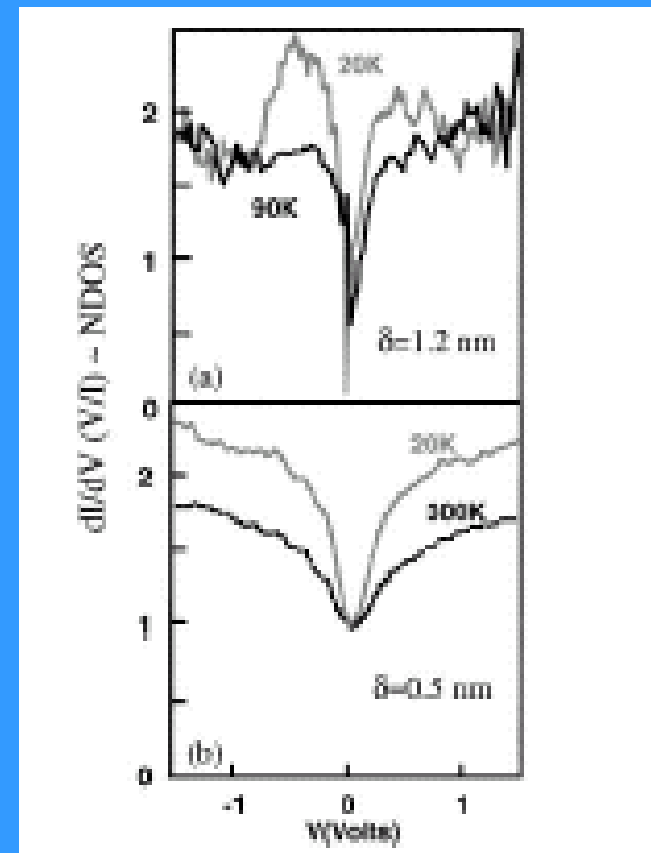 20K
2
90K
1
δ=1.2 nm
(a)
0
dI/dV (V/I) ~ NDOS
20K
2
300K
1
δ=0.5 nm
(b)
0
-1 0 1
V(Volts)